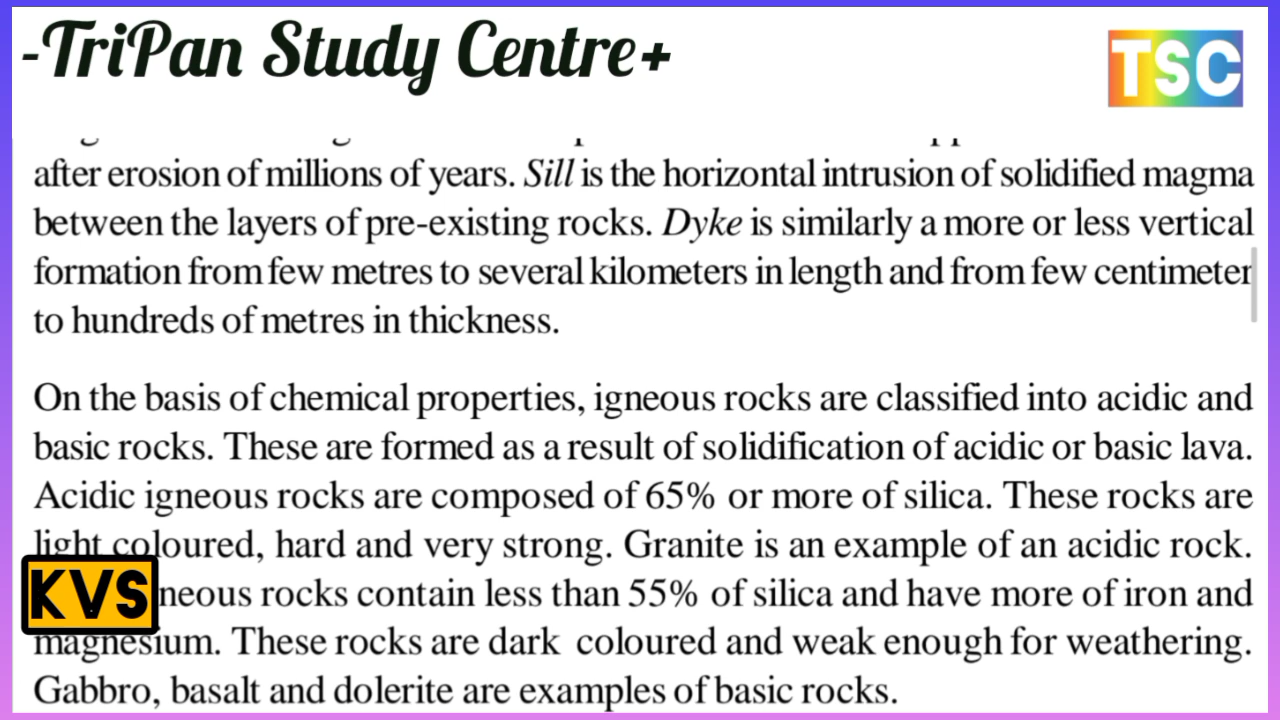 -TriPan Study Centre+
TSC
after erosion of millions of years. Sill is the horizontal intrusion of solidified magma
between the layers of pre-existing rocks. Dyke is similarly a more or less vertical
formation from few metres to several kilometers in length and from few centimeter
to hundreds of metres in thickness.
On the basis of chemical properties, igneous rocks are classified into acidic and
basic rocks. These are formed as a result of solidification of acidic or basic lava.
Acidic igneous rocks are composed of 65% or more of silica. These rocks are
light coloured, hard and very strong. Granite is an example of an acidic rock.
KVS
neous rocks contain less than 55% of silica and have more of iron and
magnesium. These rocks are dark coloured and weak enough for weathering.
Gabbro, basalt and dolerite are examples of basic rocks.